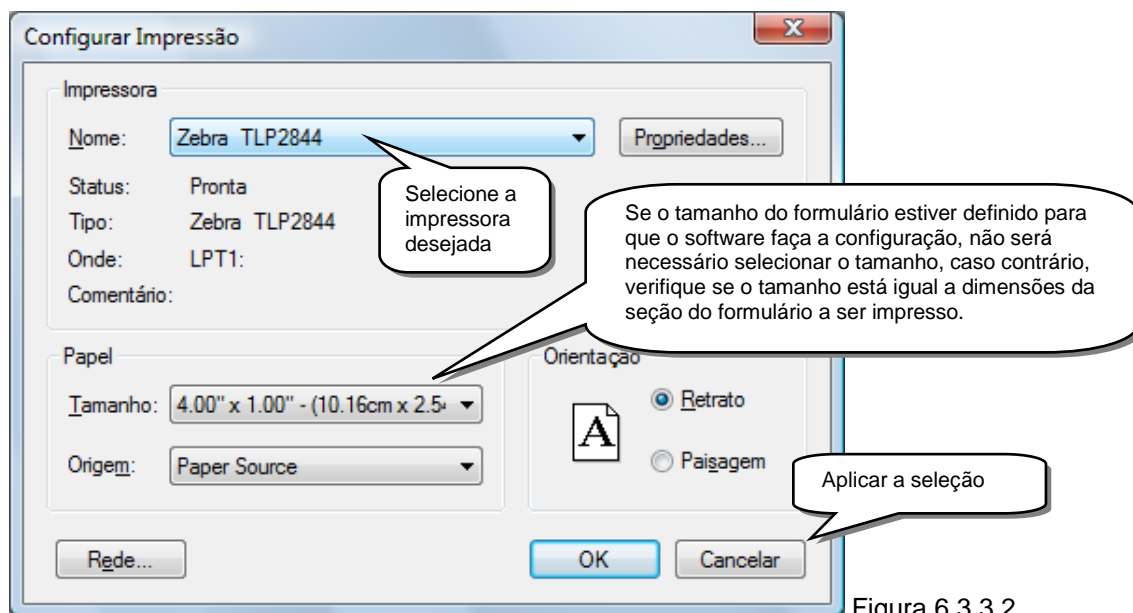 Configurar Impressão
Impressora
Nome: Zebra TLP2844 Propriedades...
Status: Pronta
Tipo: Zebra TLP2844
Onde: LPT1:
Comentário:
Selecione a
impressora
desejada
Se o tamanho do formulário estiver definido para
que o software faça a configuração, não será
necessário selecionar o tamanho, caso contrário,
verifique se o tamanho está igual a dimensões da
seção do formulário a ser impresso.
Papel
Tamanho: 4.00" x 1.00" - (10.16cm x 2.5
Origem: Paper Source
Orientação
A
Retrato
Paisagem
Aplicar a seleção
Rede... OK Cancelar
Figura 6.3.3.2